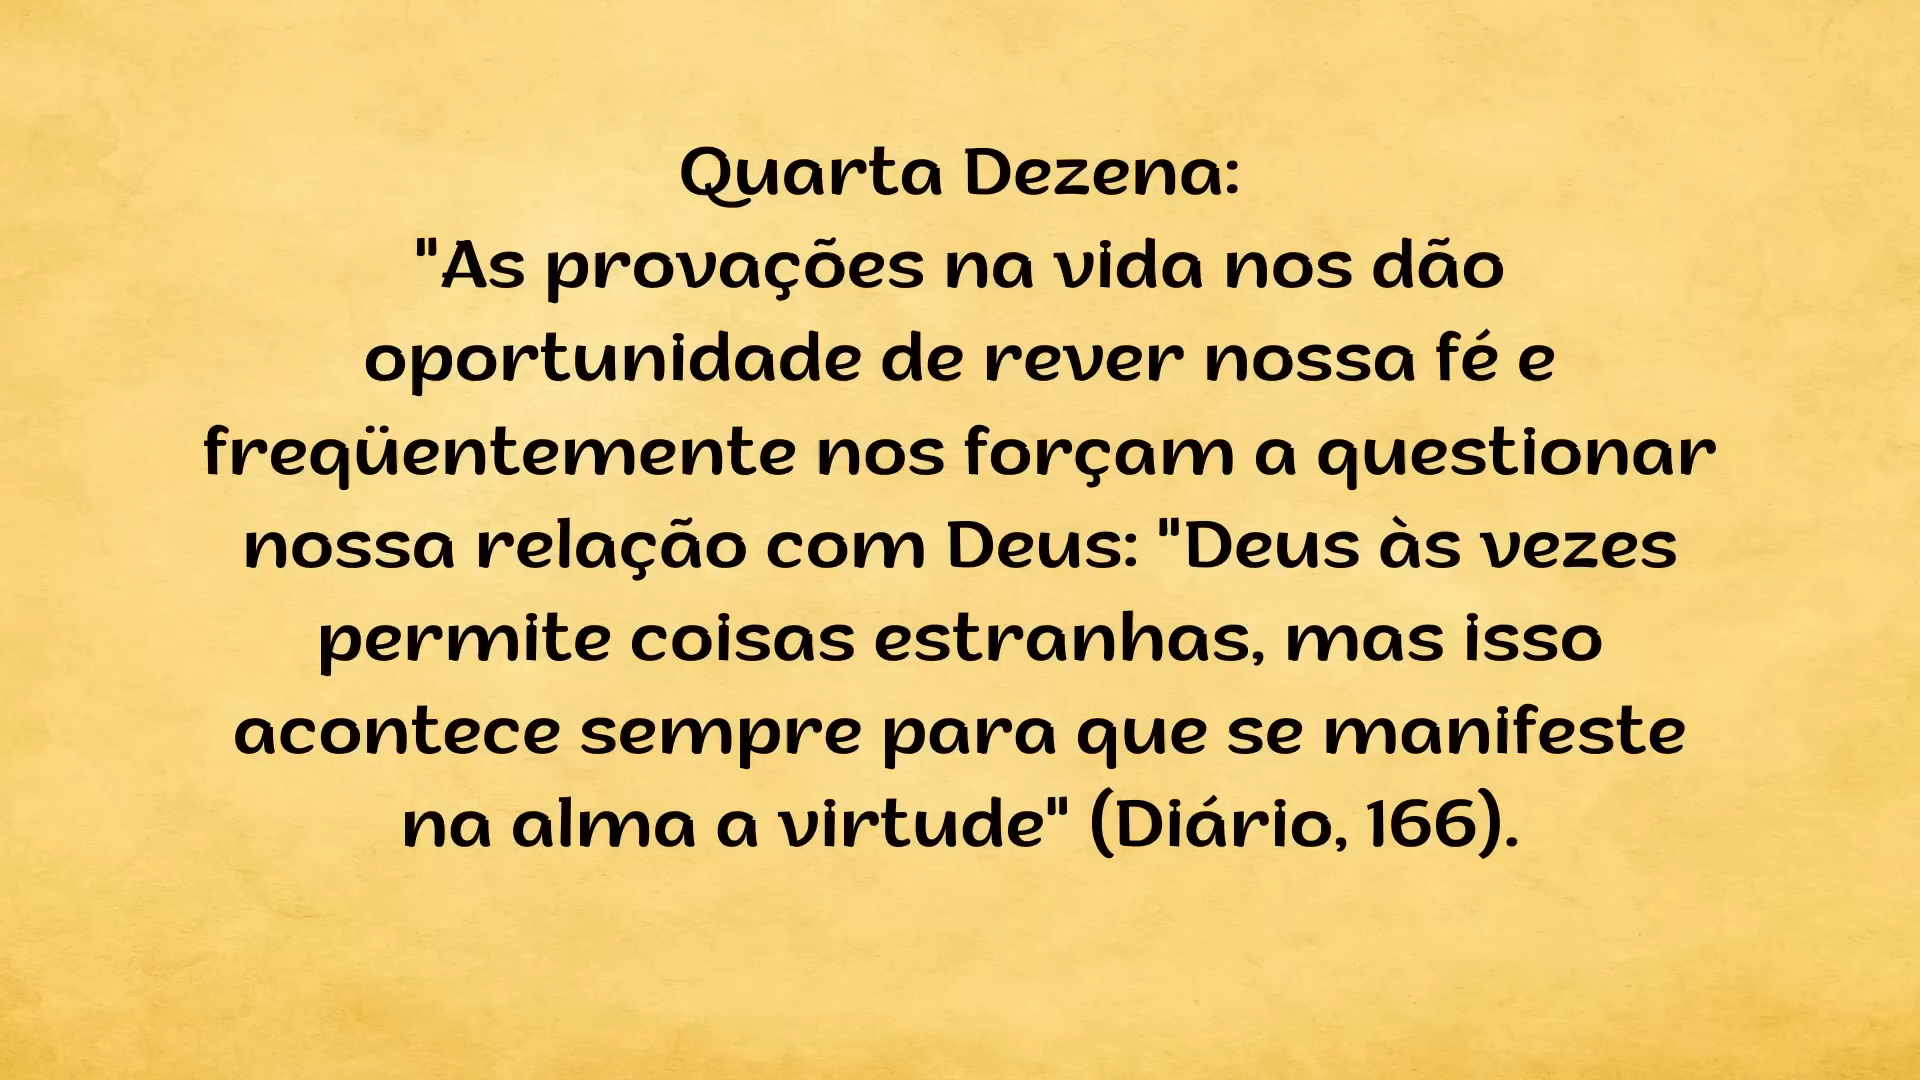 Quarta Dezena:
"As provações na vida nos dão
oportunidade de rever nossa fé e
freqüentemente nos forçam a questionar
nossa relação com Deus: "Deus às vezes
permite coisas estranhas, mas isso
acontece sempre para que se manifeste
na alma a virtude" (Diário, 166).